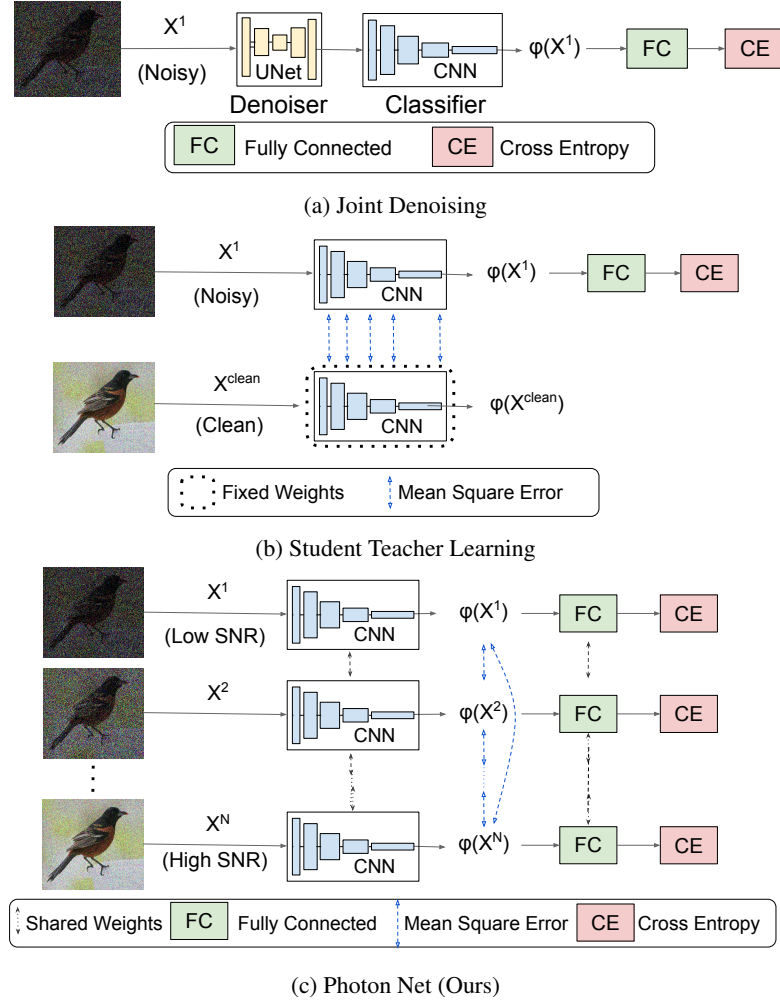 X¹
(Noisy)
UNet
Denoiser
CNN
Classifier
φ(X¹)
FC
CE
FC Fully Connected CE Cross Entropy
(a) Joint Denoising
X¹
(Noisy)
CNN
φ(X¹)
FC
CE
X^clean
(Clean)
CNN
φ(X^clean)
Fixed Weights Mean Square Error
(b) Student Teacher Learning
X¹
(Low SNR)
CNN
φ(X¹)
FC
CE
X²
CNN
φ(X²)
FC
CE
X^N
(High SNR)
CNN
φ(X^N)
FC
CE
Shared Weights FC Fully Connected Mean Square Error CE Cross Entropy
(c) Photon Net (Ours)